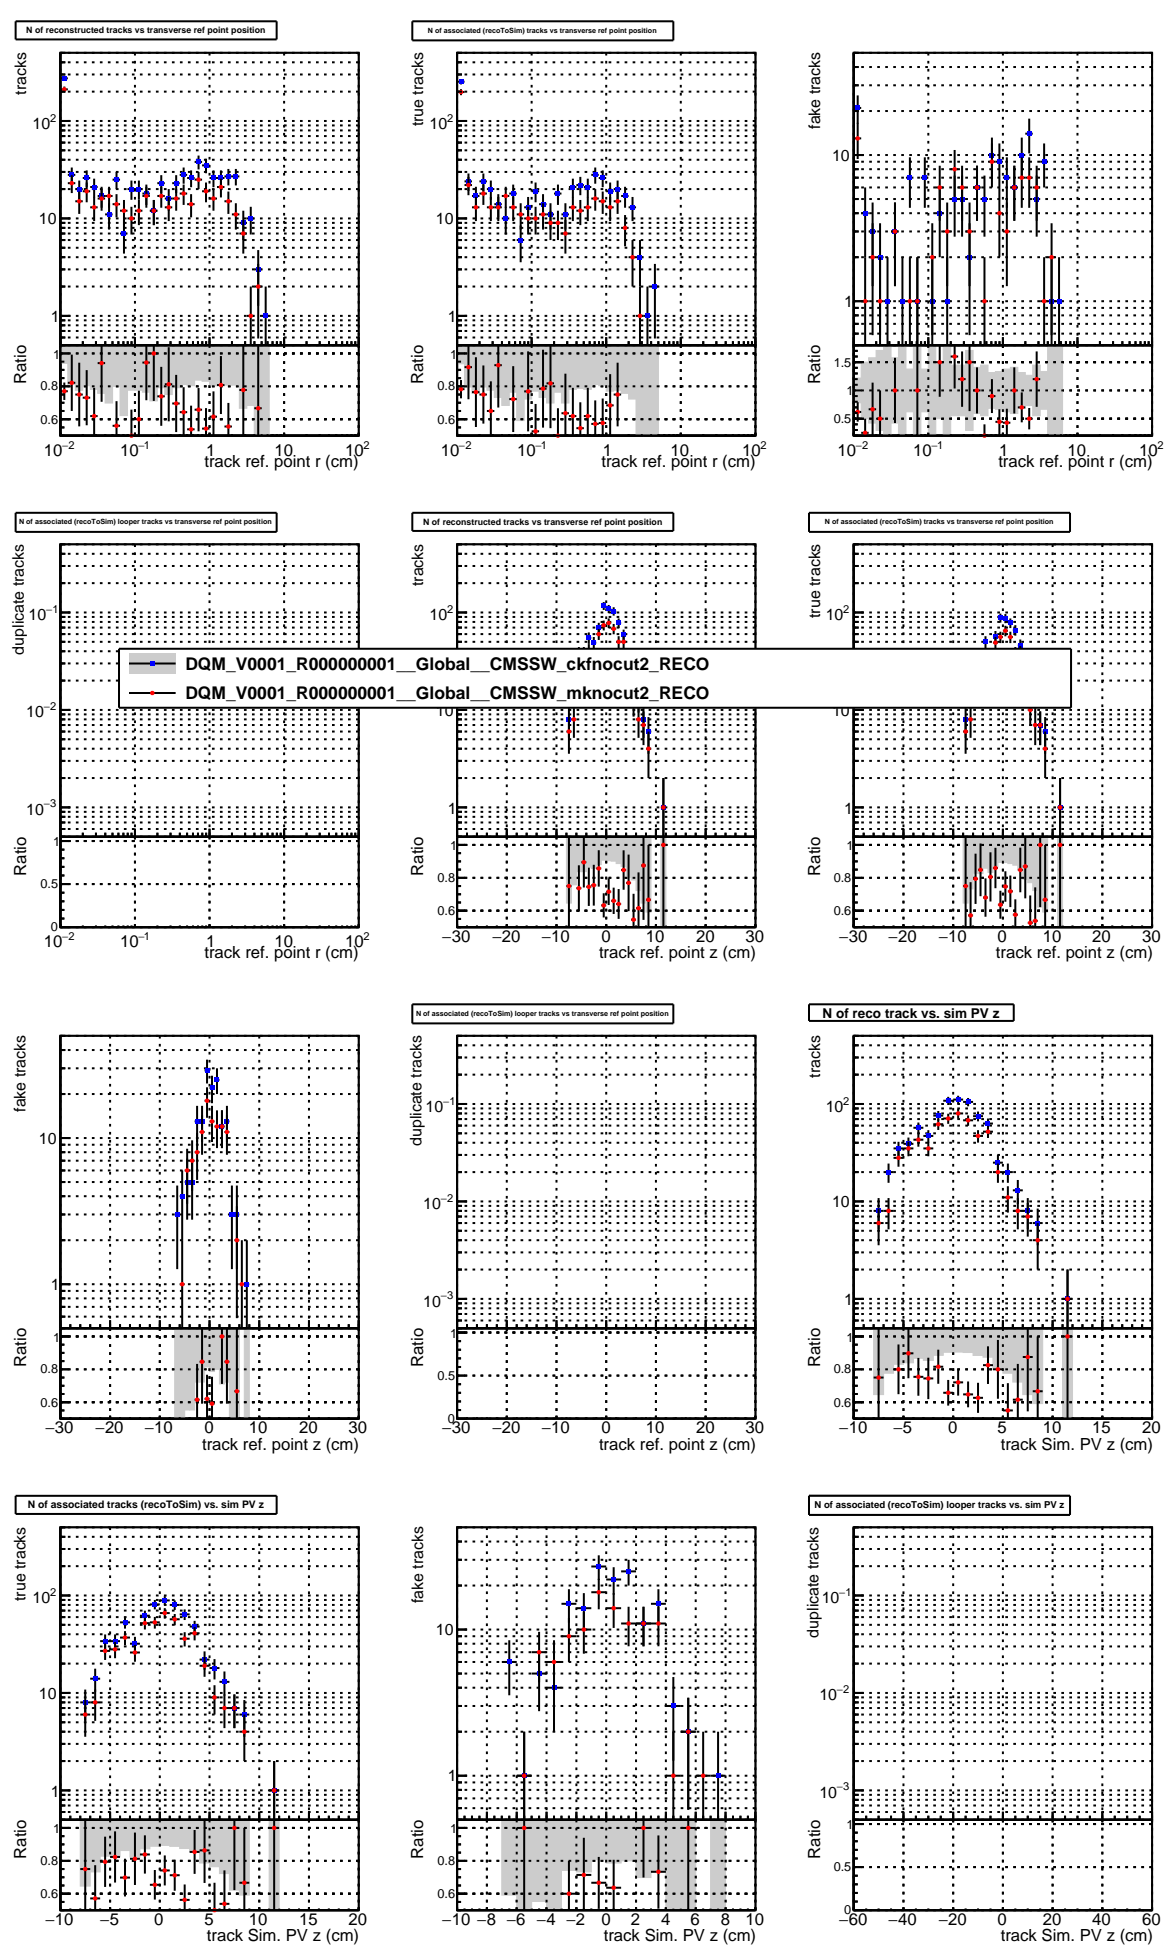 N of reconstructed tracks vs transverse ref point position
tracks
10²
10
1
Ratio
1
0.8
0.6
10⁻² 10⁻¹ 1 10 10²
track ref. point r (cm)
N of associated (recoToSim) tracks vs transverse ref point position
true tracks
10²
10
1
Ratio
1
0.8
0.6
10⁻² 10⁻¹ 1 10 10²
track ref. point r (cm)
fake tracks
10
1
Ratio
1.5
1
0.5
10⁻² 10⁻¹ 1 10 10²
track ref. point r (cm)
N of associated (recoToSim) looper tracks vs transverse ref point position
duplicate tracks
10⁻¹
10⁻²
10⁻³
Ratio
1
0.5
0
10⁻² 10⁻¹ 1 10 10²
track ref. point r (cm)
N of reconstructed tracks vs transverse ref point position
tracks
10²
10
1
Ratio
1
0.8
0.6
−30 −20 −10 0 10 20 30
track ref. point z (cm)
N of associated (recoToSim) tracks vs transverse ref point position
true tracks
10²
10
1
Ratio
1
0.8
0.6
−30 −20 −10 0 10 20 30
track ref. point z (cm)
DQM_V0001_R000000001__Global__CMSSW_ckfnocut2_RECO
DQM_V0001_R000000001__Global__CMSSW_mknocut2_RECO
fake tracks
10
1
Ratio
1
0.8
0.6
−30 −20 −10 0 10 20 30
track ref. point z (cm)
N of associated (recoToSim) looper tracks vs transverse ref point position
duplicate tracks
10⁻¹
10⁻²
10⁻³
Ratio
1
0.5
0
−30 −20 −10 0 10 20 30
track ref. point z (cm)
N of reco track vs. sim PV z
tracks
10²
10
1
Ratio
1
0.8
0.6
−10 −5 0 5 10 15 20
track Sim. PV z (cm)
N of associated tracks (recoToSim) vs. sim PV z
true tracks
10²
10
1
Ratio
1
0.8
0.6
−10 −5 0 5 10 15 20
track Sim. PV z (cm)
fake tracks
10
1
Ratio
1
0.8
0.6
−10 −8 −6 −4 −2 0 2 4 6 8 10
track Sim. PV z (cm)
N of associated (recoToSim) looper tracks vs. sim PV z
duplicate tracks
10⁻¹
10⁻²
10⁻³
Ratio
1
0.5
0
−60 −40 −20 0 20 40 60
track Sim. PV z (cm)